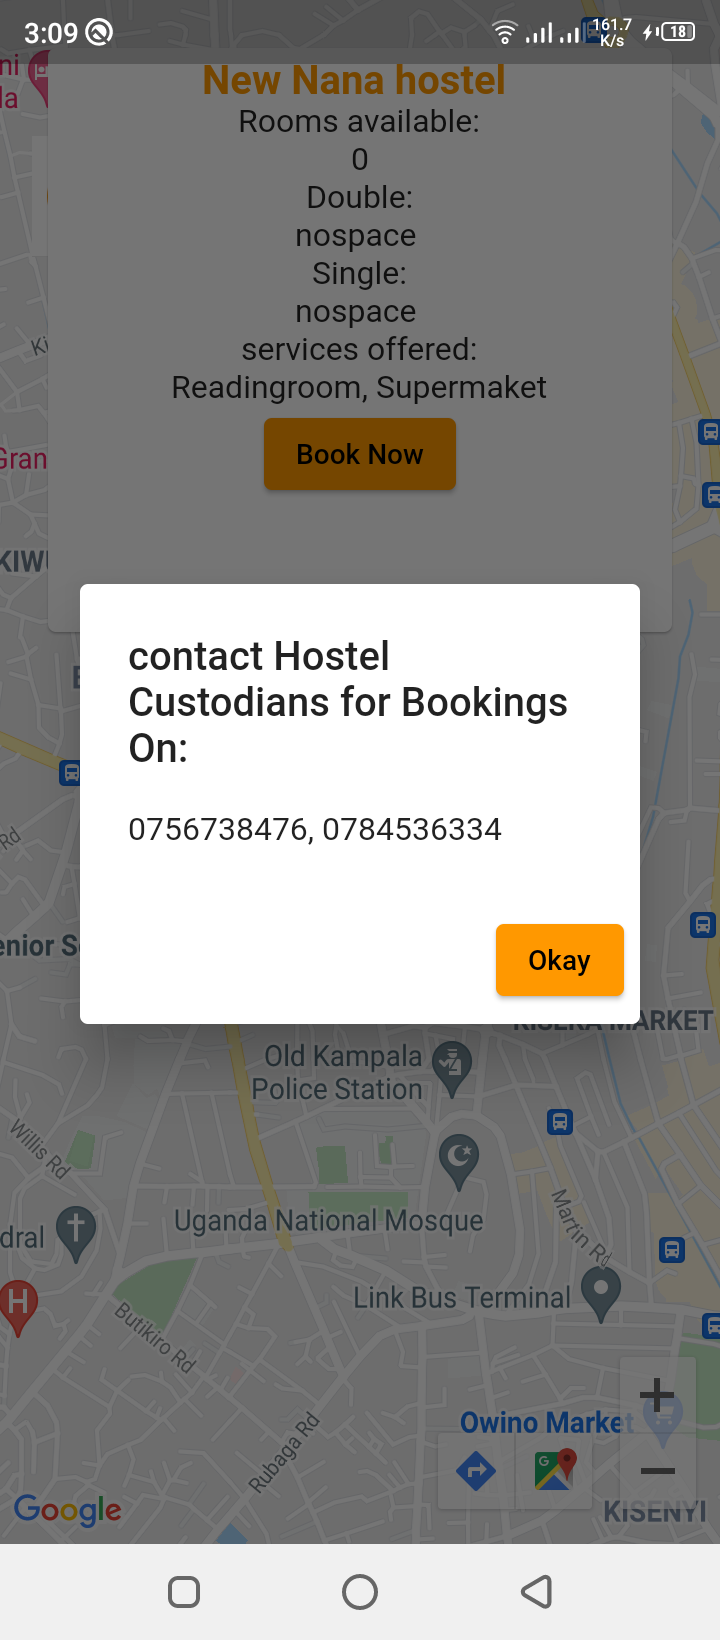 3:09
161.7
K/s
18
ni
la
New Nana hostel
Rooms available:
0
Double:
nospace
Single:
nospace
services offered:
Readingroom, Supermaket
Book Now
Ki
Gran
KIWU
E
contact Hostel
Custodians for Bookings
On:
0756738476, 0784536334
Okay
Rd
enior S
KISEKA MARKET
Old Kampala
Police Station
Willis Rd
Uganda National Mosque
Martin Rd
dral
H
Link Bus Terminal
Butikiro Rd
Owino Market
Rubaga Rd
G
Google
KISENYI